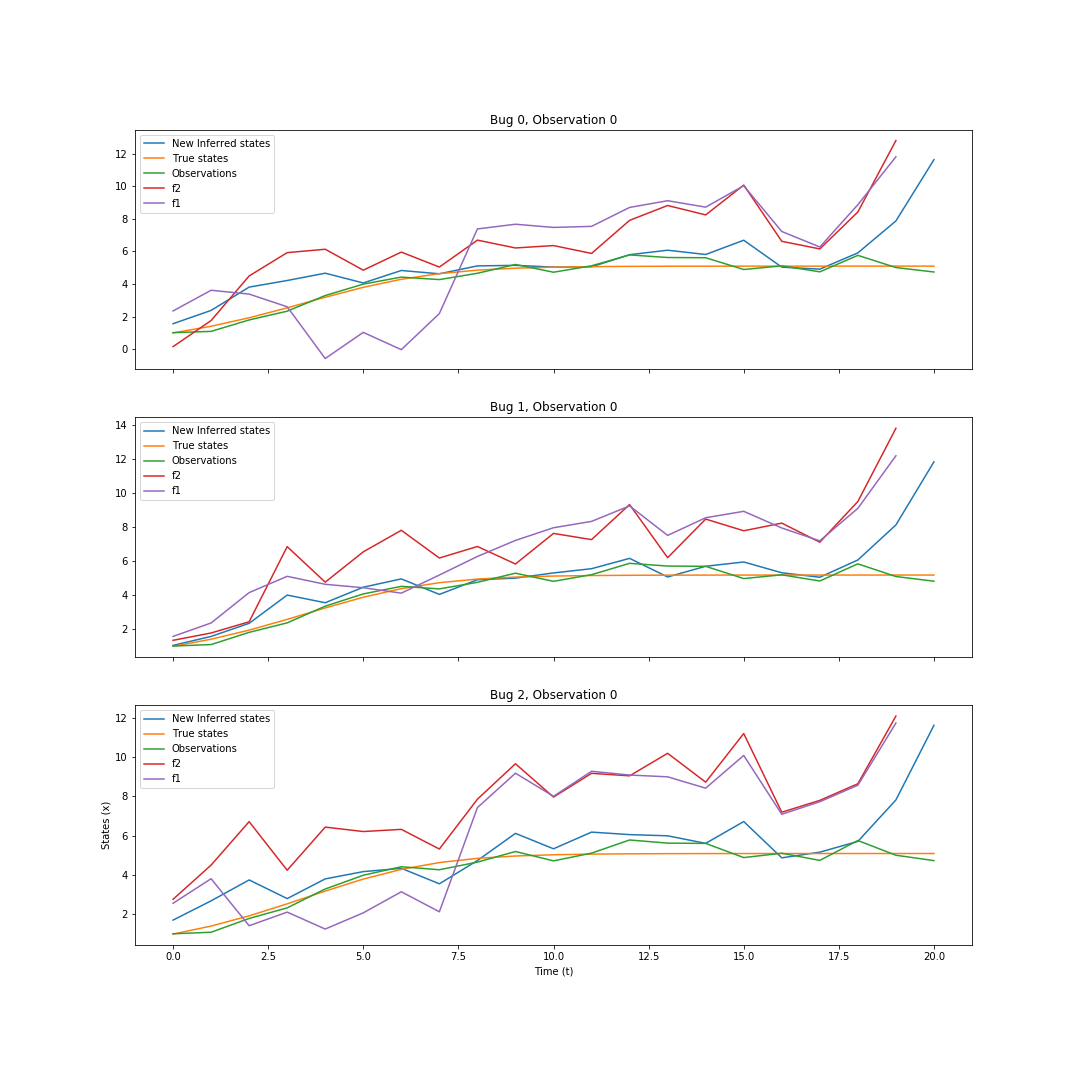 Bug 0, Observation 0
New Inferred states
True states
Observations
f2
f1
12
10
8
6
4
2
0
Bug 1, Observation 0
New Inferred states
True states
Observations
f2
f1
14
12
10
8
6
4
2
Bug 2, Observation 0
New Inferred states
True states
Observations
f2
f1
12
10
8
6
4
2
States (x)
0.0 2.5 5.0 7.5 10.0 12.5 15.0 17.5 20.0
Time (t)